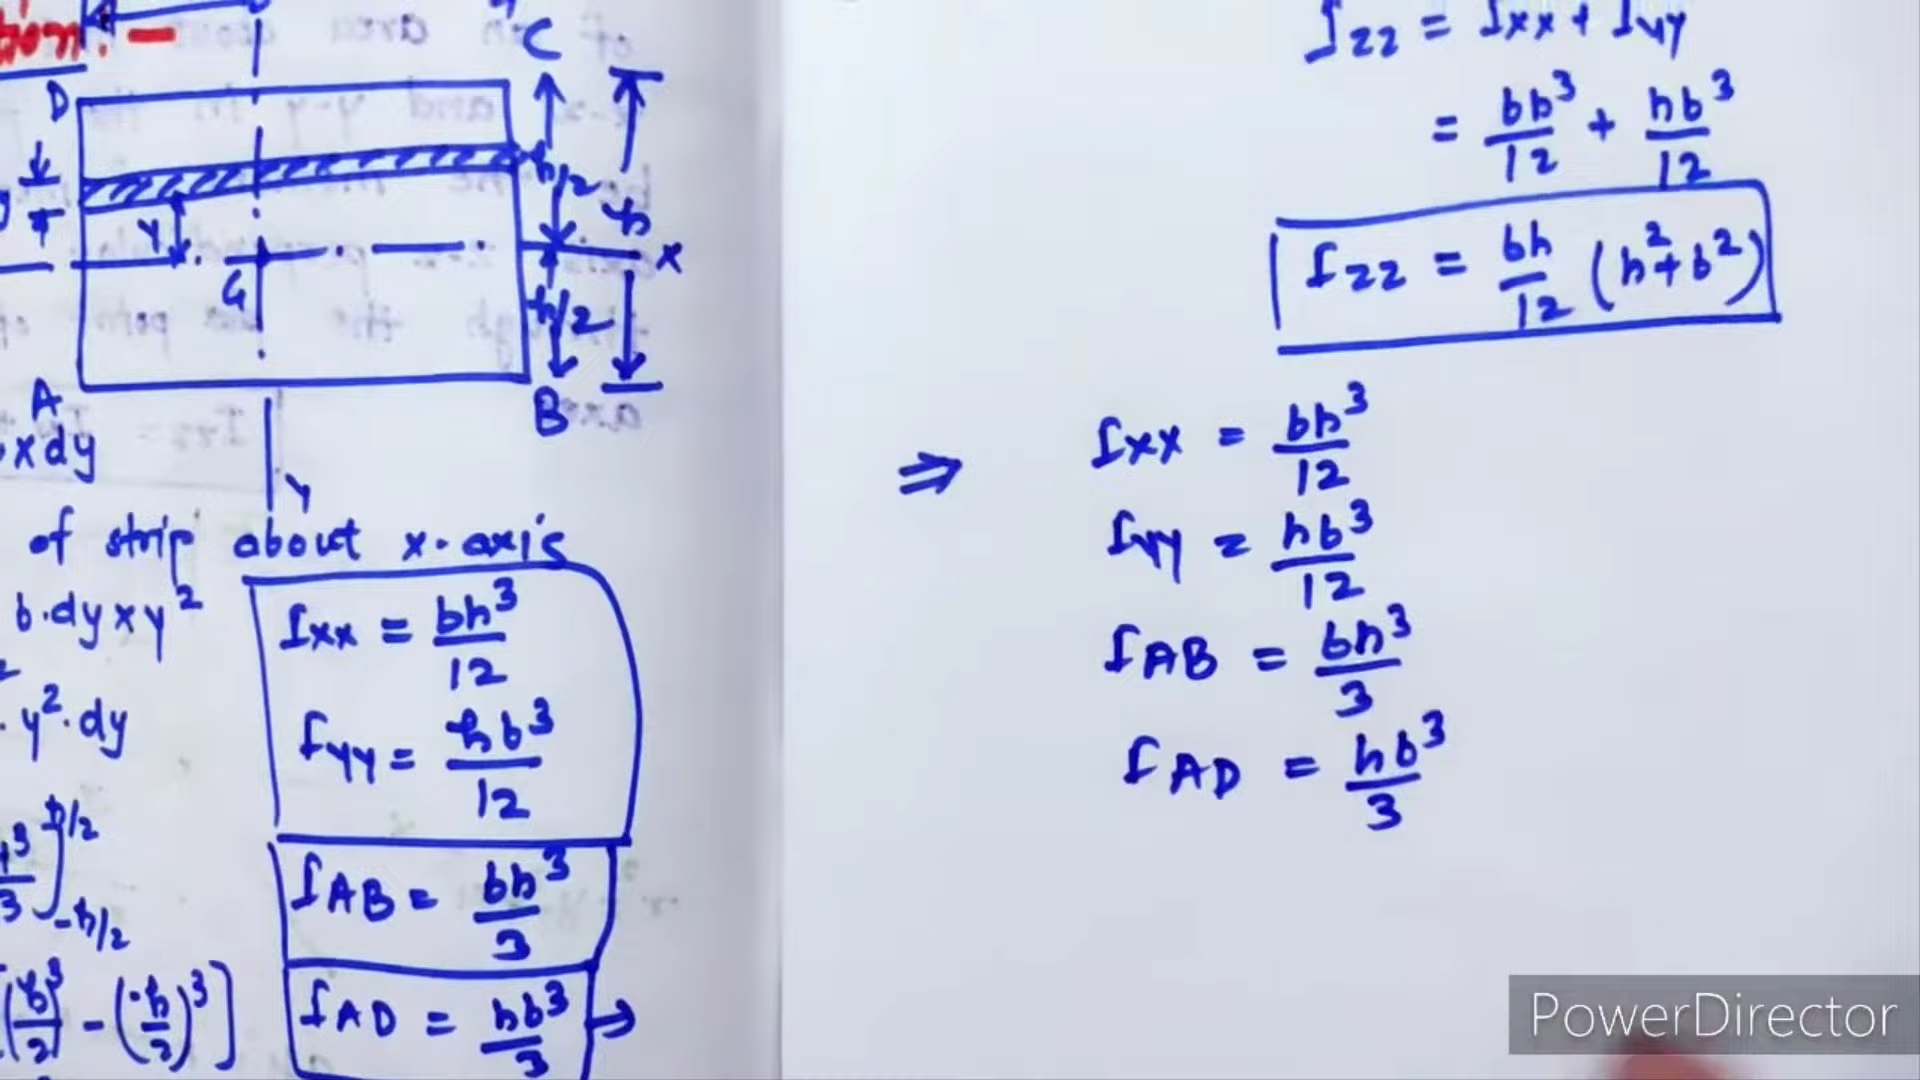 tion. —
D
C
h/2
h
Y
X
G
h/2
A
B
xdy
Y
of strip about x-axis
b.dy×y²
y².dy
h/2
-h/2
[(h/2)³ - (-h/2)³]
Ixx = bh³/12
Iyy = hb³/12
IAB = bh³/3
IAD = hb³/3 →
Izz = Ixx + Iyy
= bh³/12 + hb³/12
Izz = bh/12 (h²+b²)
⇒ Ixx = bh³/12
Iyy = hb³/12
IAB = bh³/3
IAD = hb³/3
PowerDirector